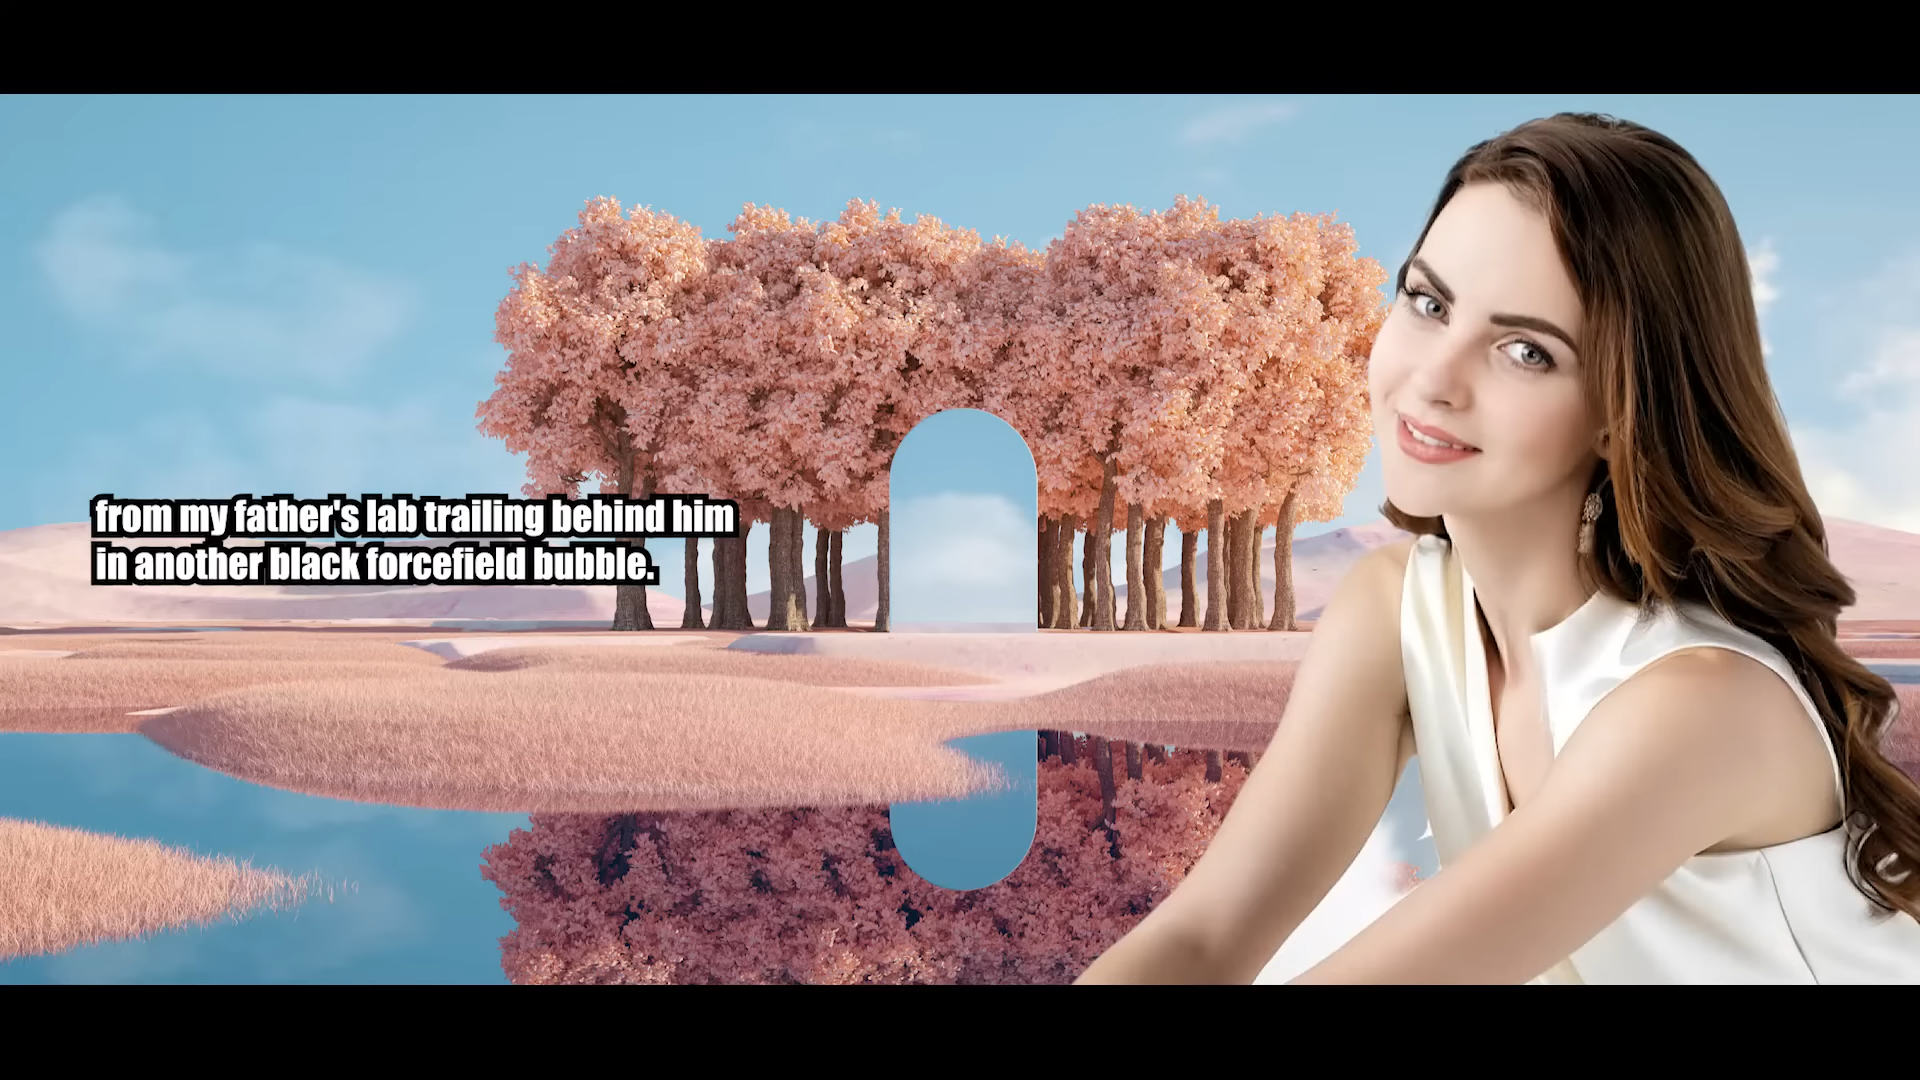 from my father's lab trailing behind him
in another black forcefield bubble.